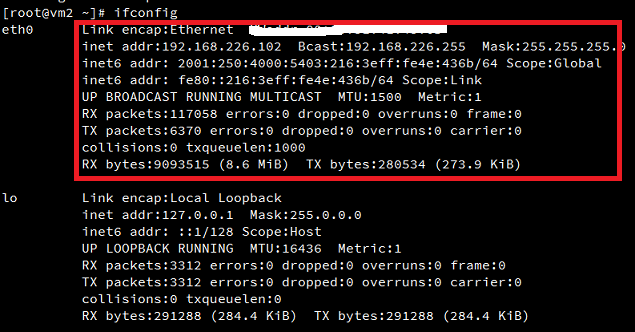 [root@vm2 ~]# ifconfig
eth0 Link encap:Ethernet
inet addr:192.168.226.102 Bcast:192.168.226.255 Mask:255.255.255.0
inet6 addr: 2001:250:4000:5403:216:3eff:fe4e:436b/64 Scope:Global
inet6 addr: fe80::216:3eff:fe4e:436b/64 Scope:Link
UP BROADCAST RUNNING MULTICAST MTU:1500 Metric:1
RX packets:117058 errors:0 dropped:0 overruns:0 frame:0
TX packets:6370 errors:0 dropped:0 overruns:0 carrier:0
collisions:0 txqueuelen:1000
RX bytes:9093515 (8.6 MiB) TX bytes:280534 (273.9 KiB)
lo Link encap:Local Loopback
inet addr:127.0.0.1 Mask:255.0.0.0
inet6 addr: ::1/128 Scope:Host
UP LOOPBACK RUNNING MTU:16436 Metric:1
RX packets:3312 errors:0 dropped:0 overruns:0 frame:0
TX packets:3312 errors:0 dropped:0 overruns:0 carrier:0
collisions:0 txqueuelen:0
RX bytes:291288 (284.4 KiB) TX bytes:291288 (284.4 KiB)